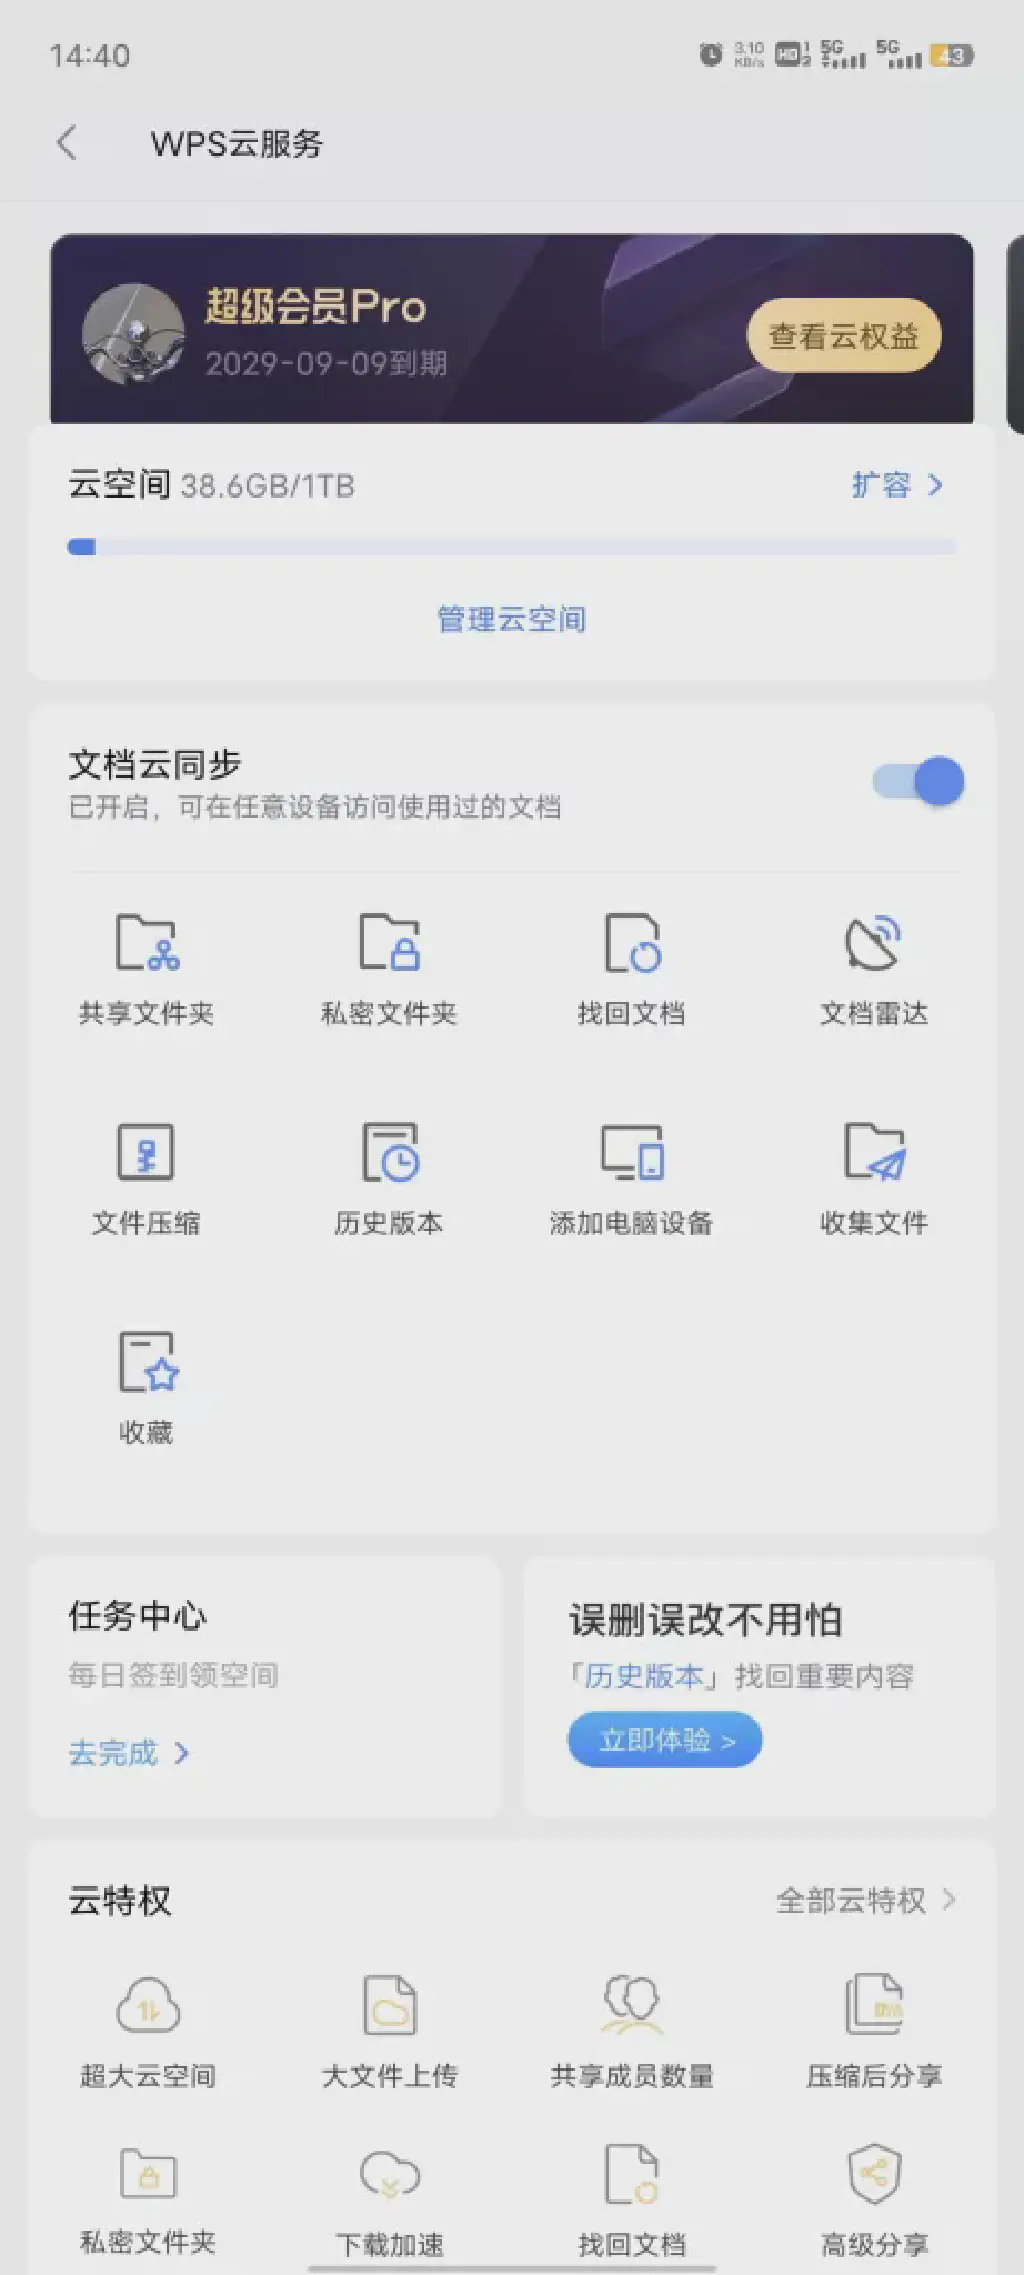 14:40
3.10 KB/s HD 1 2 5G 5G 43
WPS云服务
超级会员Pro
2029-09-09到期
查看云权益
云空间 38.6GB/1TB
扩容 >
管理云空间
文档云同步
已开启，可在任意设备访问使用过的文档
共享文件夹 私密文件夹 找回文档 文档雷达
文件压缩 历史版本 添加电脑设备 收集文件
收藏
任务中心
每日签到领空间
去完成 >
误删误改不用怕
「历史版本」找回重要内容
立即体验 >
云特权
全部云特权 >
超大云空间 大文件上传 共享成员数量 压缩后分享
私密文件夹 下载加速 找回文档 高级分享